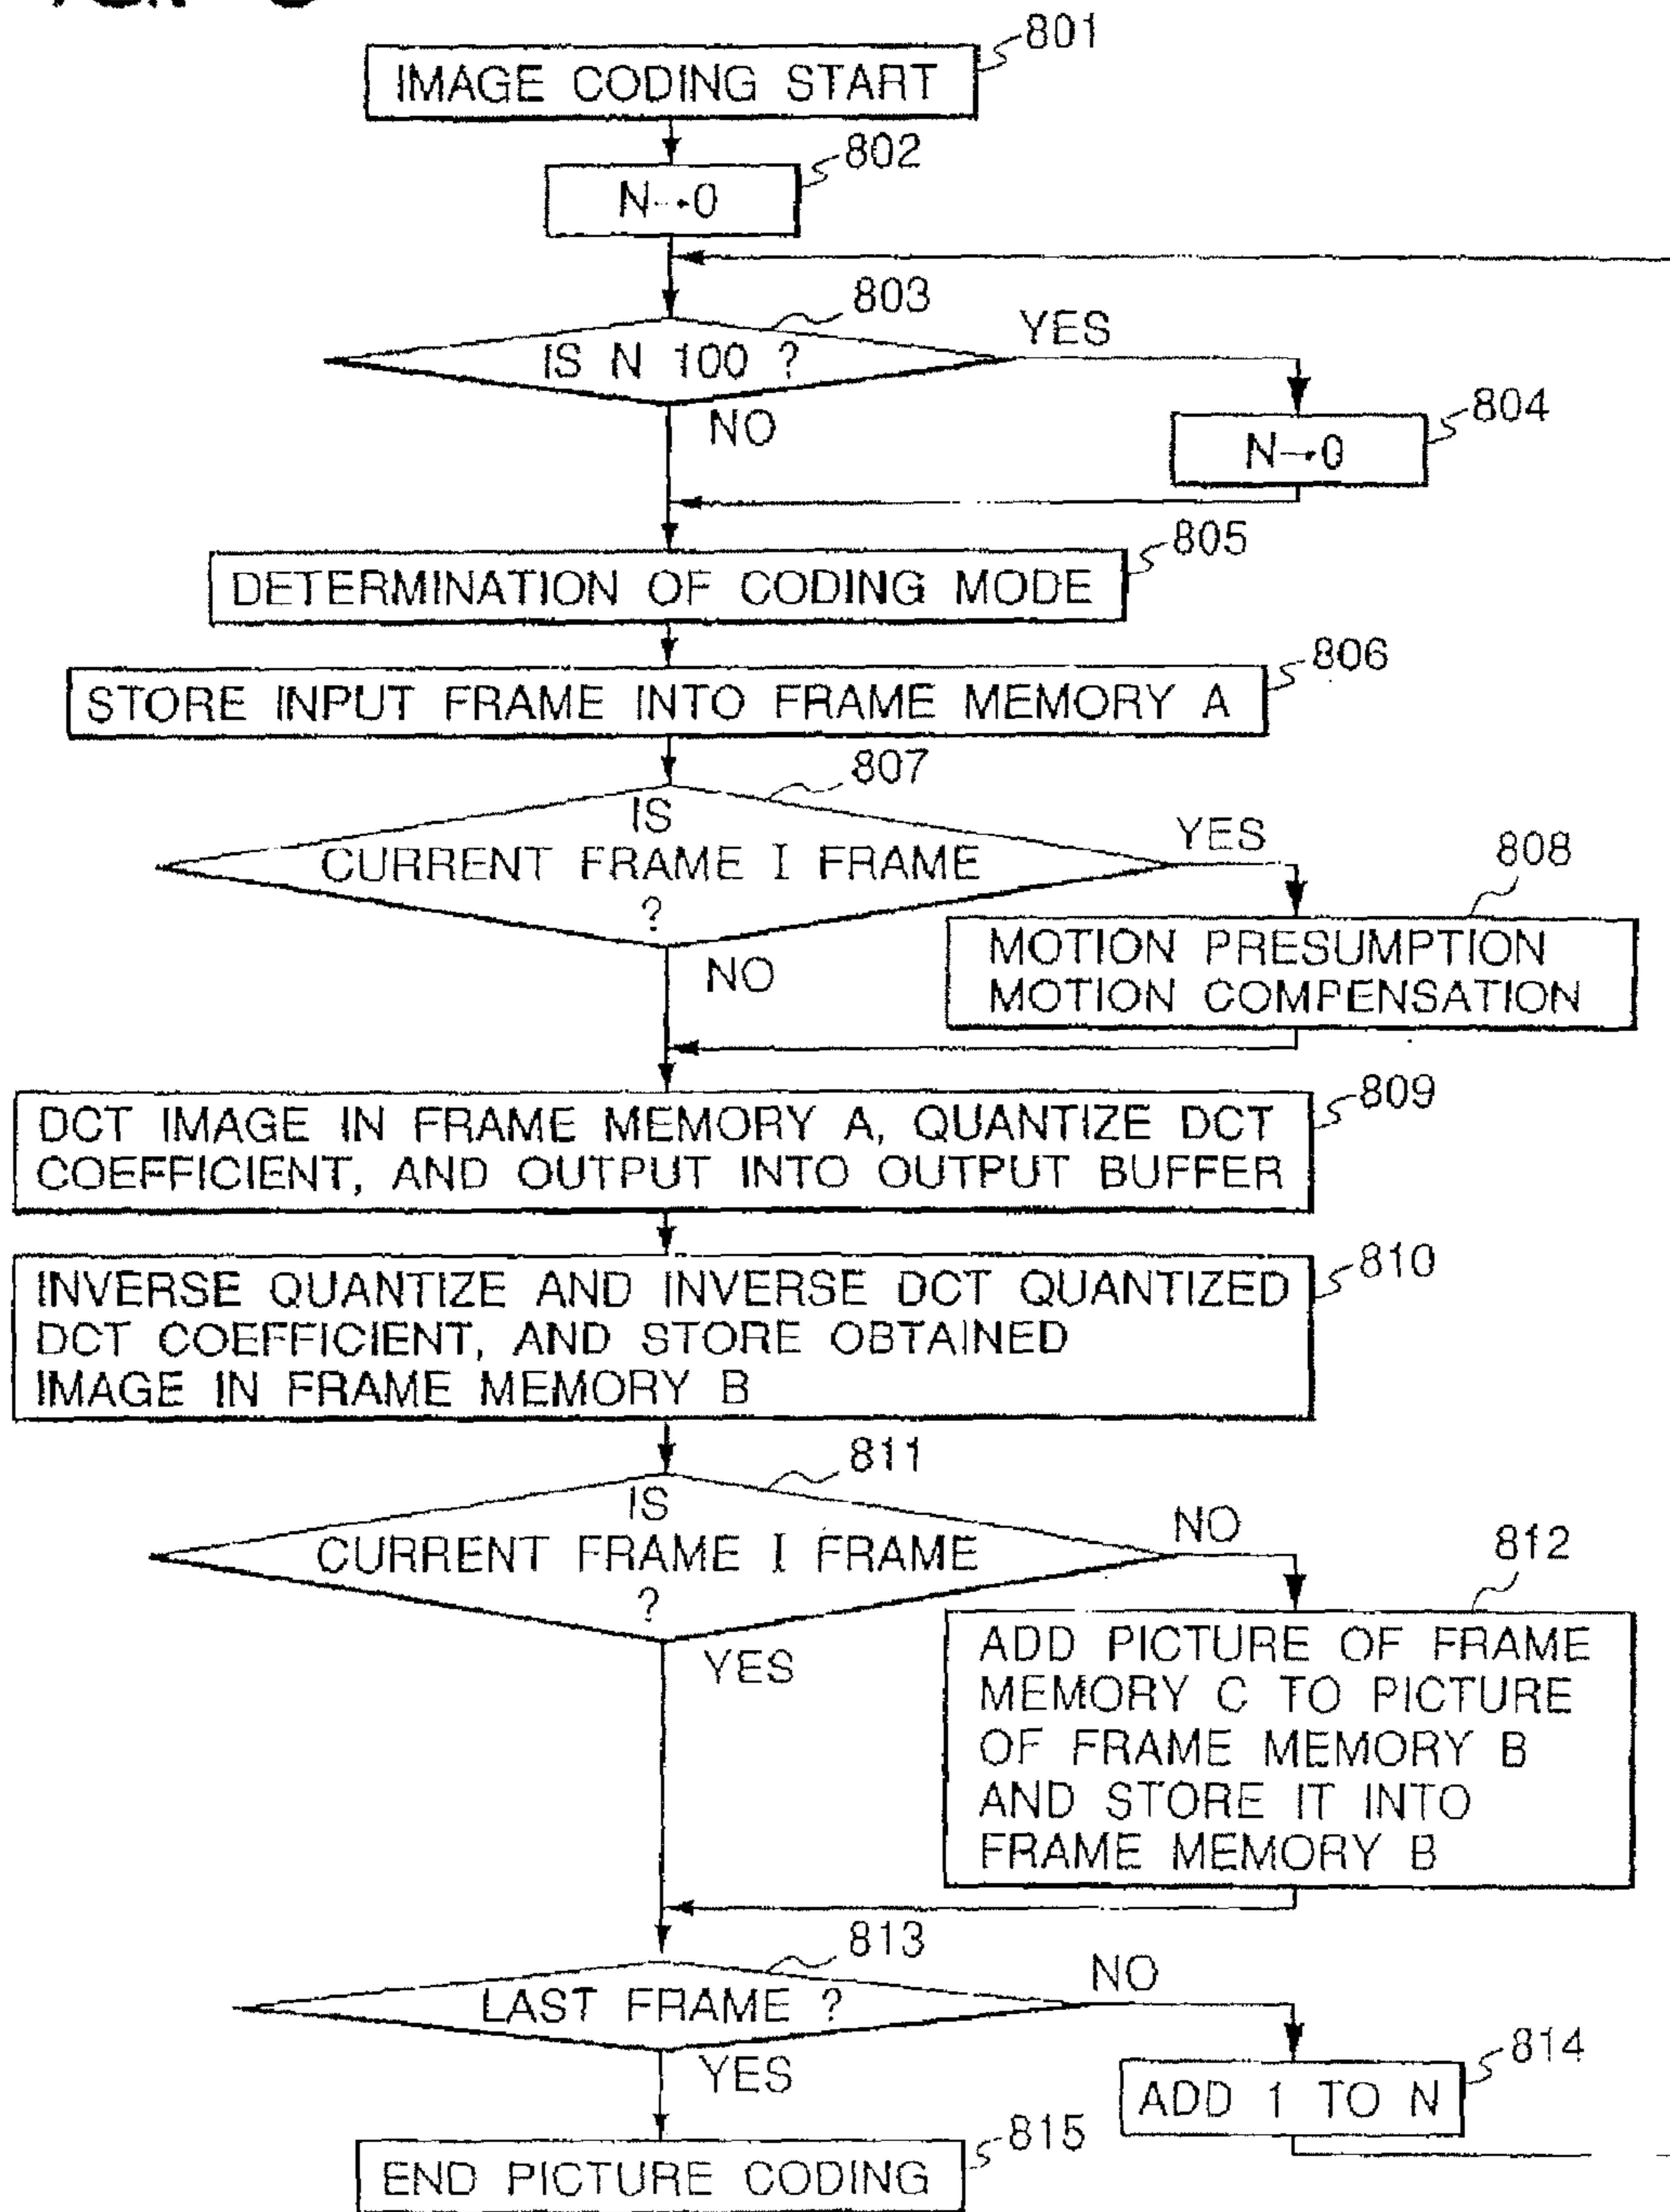 801
IMAGE CODING START
802
N→0
803
IS N 100 ?
YES
NO
804
N→0
805
DETERMINATION OF CODING MODE
806
STORE INPUT FRAME INTO FRAME MEMORY A
807
IS
CURRENT FRAME I FRAME
?
YES
NO
808
MOTION PRESUMPTION
MOTION COMPENSATION
809
DCT IMAGE IN FRAME MEMORY A, QUANTIZE DCT
COEFFICIENT, AND OUTPUT INTO OUTPUT BUFFER
810
INVERSE QUANTIZE AND INVERSE DCT QUANTIZED
DCT COEFFICIENT, AND STORE OBTAINED
IMAGE IN FRAME MEMORY B
811
IS
CURRENT FRAME I FRAME
?
NO
YES
812
ADD PICTURE OF FRAME
MEMORY C TO PICTURE
OF FRAME MEMORY B
AND STORE IT INTO
FRAME MEMORY B
813
LAST FRAME ?
NO
YES
814
ADD 1 TO N
815
END PICTURE CODING